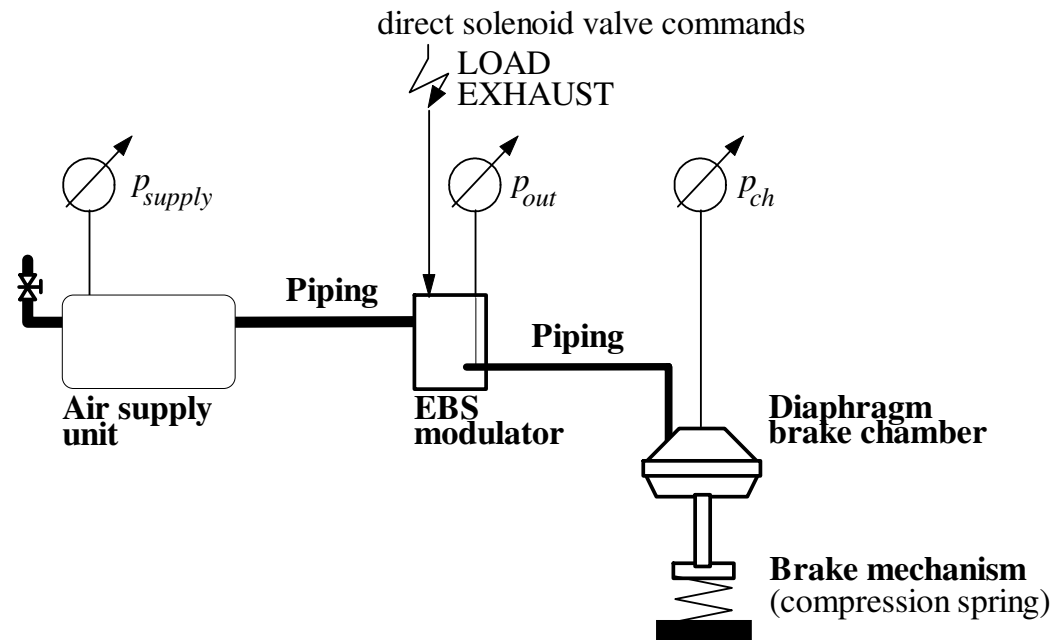 direct solenoid valve commands
LOAD
EXHAUST
p_supply
p_out
p_ch
Piping
Piping
Air supply
unit
EBS
modulator
Diaphragm
brake chamber
Brake mechanism
(compression spring)